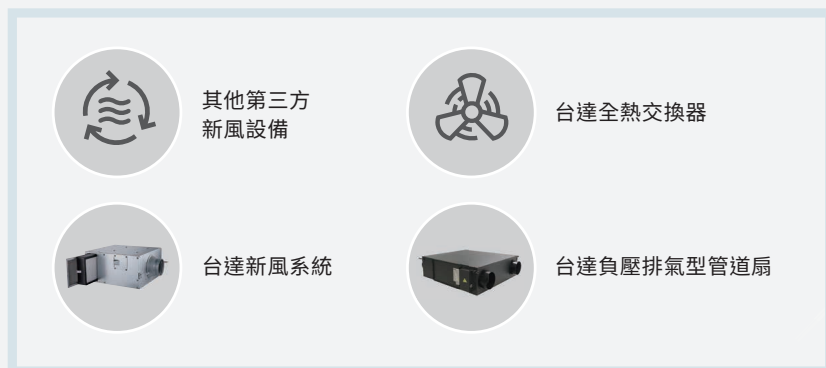 其他第三方
新風設備
台達全熱交換器
台達新風系統
台達負壓排氣型管道扇